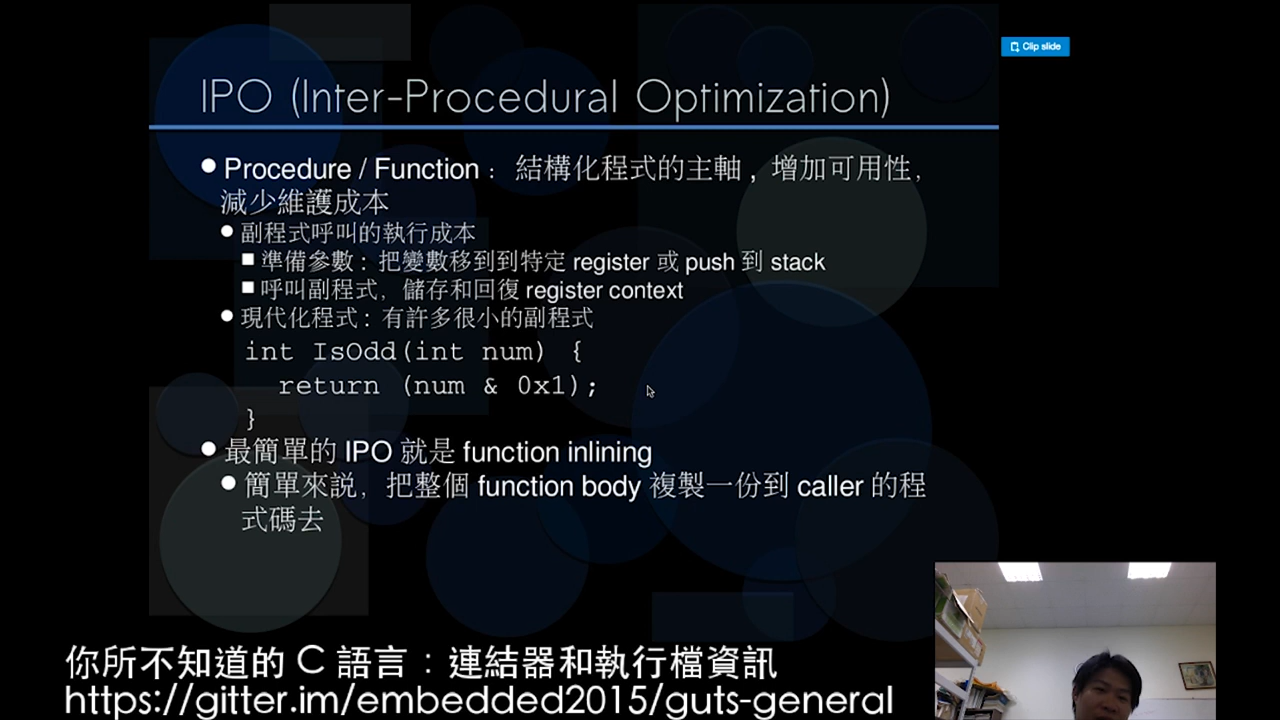 Clip slide
IPO (Inter-Procedural Optimization)
Procedure / Function： 結構化程式的主軸，增加可用性，
減少維護成本
副程式呼叫的執行成本
準備參數：把變數移到到特定 register 或 push 到 stack
呼叫副程式，儲存和回復 register context
現代化程式：有許多很小的副程式
int IsOdd(int num) {
return (num & 0x1);
}
最簡單的 IPO 就是 function inlining
簡單來說，把整個 function body 複製一份到 caller 的程
式碼去
你所不知道的 C 語言：連結器和執行檔資訊
https://gitter.im/embedded2015/guts-general